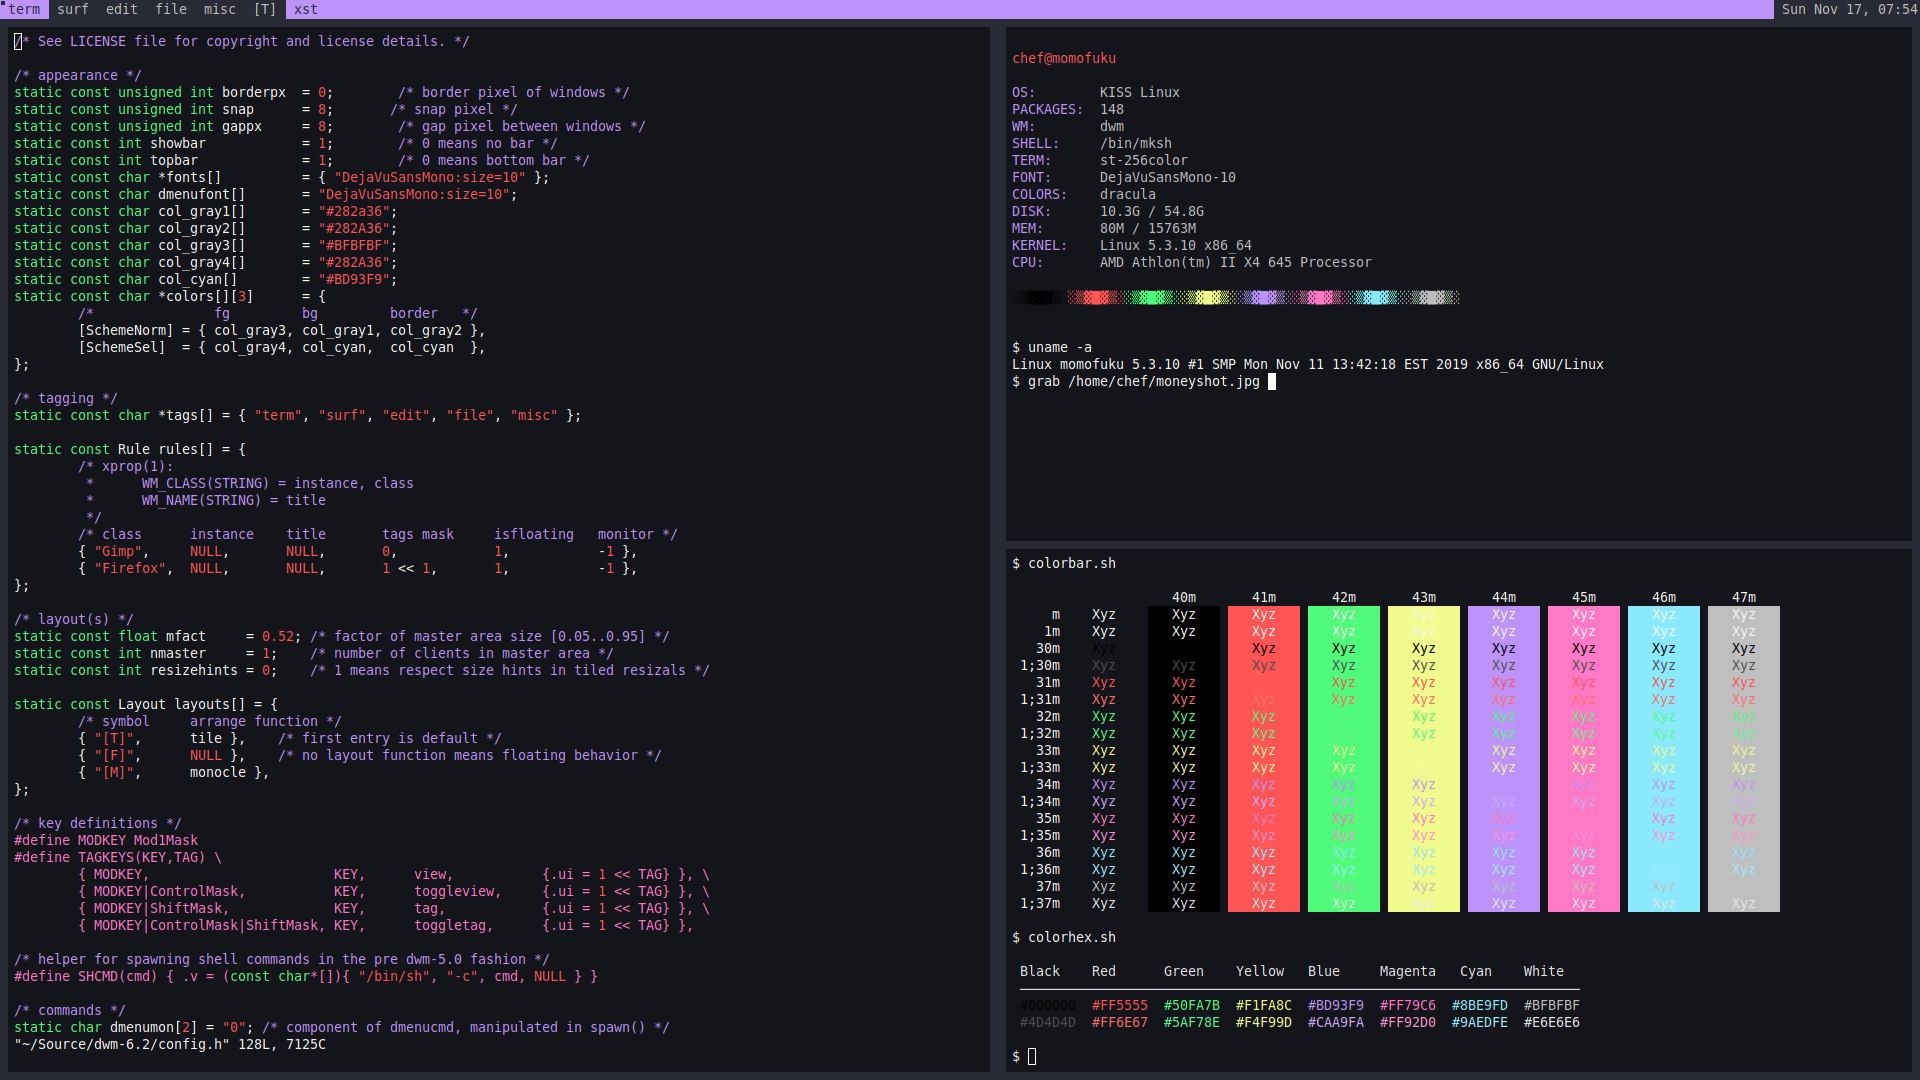 term surf edit file misc [T] xst Sun Nov 17, 07:54
/* See LICENSE file for copyright and license details. */

/* appearance */
static const unsigned int borderpx  = 0;        /* border pixel of windows */
static const unsigned int snap      = 8;       /* snap pixel */
static const unsigned int gappx     = 8;        /* gap pixel between windows */
static const int showbar            = 1;        /* 0 means no bar */
static const int topbar             = 1;        /* 0 means bottom bar */
static const char *fonts[]          = { "DejaVuSansMono:size=10" };
static const char dmenufont[]       = "DejaVuSansMono:size=10";
static const char col_gray1[]       = "#282a36";
static const char col_gray2[]       = "#282A36";
static const char col_gray3[]       = "#BFBFBF";
static const char col_gray4[]       = "#282A36";
static const char col_cyan[]        = "#BD93F9";
static const char *colors[][3]      = {
        /*               fg         bg         border   */
        [SchemeNorm] = { col_gray3, col_gray1, col_gray2 },
        [SchemeSel]  = { col_gray4, col_cyan,  col_cyan  },
};

/* tagging */
static const char *tags[] = { "term", "surf", "edit", "file", "misc" };

static const Rule rules[] = {
        /* xprop(1):
         *      WM_CLASS(STRING) = instance, class
         *      WM_NAME(STRING) = title
         */
        /* class      instance    title       tags mask     isfloating   monitor */
        { "Gimp",     NULL,       NULL,       0,            1,           -1 },
        { "Firefox",  NULL,       NULL,       1 << 1,       1,           -1 },
};

/* layout(s) */
static const float mfact     = 0.52; /* factor of master area size [0.05..0.95] */
static const int nmaster     = 1;    /* number of clients in master area */
static const int resizehints = 0;    /* 1 means respect size hints in tiled resizals */

static const Layout layouts[] = {
        /* symbol     arrange function */
        { "[T]",      tile },    /* first entry is default */
        { "[F]",      NULL },    /* no layout function means floating behavior */
        { "[M]",      monocle },
};

/* key definitions */
#define MODKEY Mod1Mask
#define TAGKEYS(KEY,TAG) \
        { MODKEY,                       KEY,      view,           {.ui = 1 << TAG} }, \
        { MODKEY|ControlMask,           KEY,      toggleview,     {.ui = 1 << TAG} }, \
        { MODKEY|ShiftMask,             KEY,      tag,            {.ui = 1 << TAG} }, \
        { MODKEY|ControlMask|ShiftMask, KEY,      toggletag,      {.ui = 1 << TAG} },

/* helper for spawning shell commands in the pre dwm-5.0 fashion */
#define SHCMD(cmd) { .v = (const char*[]){ "/bin/sh", "-c", cmd, NULL } }

/* commands */
static char dmenumon[2] = "0"; /* component of dmenucmd, manipulated in spawn() */
"~/Source/dwm-6.2/config.h" 128L, 7125C

chef@momofuku

OS:        KISS Linux
PACKAGES:  148
WM:        dwm
SHELL:     /bin/mksh
TERM:      st-256color
FONT:      DejaVuSansMono-10
COLORS:    dracula
DISK:      10.3G / 54.8G
MEM:       80M / 15763M
KERNEL:    Linux 5.3.10 x86_64
CPU:       AMD Athlon(tm) II X4 645 Processor

$ uname -a
Linux momofuku 5.3.10 #1 SMP Mon Nov 11 13:42:18 EST 2019 x86_64 GNU/Linux
$ grab /home/chef/moneyshot.jpg

$ colorbar.sh

40m 41m 42m 43m 44m 45m 46m 47m
m Xyz Xyz Xyz Xyz Xyz Xyz Xyz Xyz Xyz
1m Xyz Xyz Xyz Xyz Xyz Xyz Xyz Xyz Xyz
30m Xyz Xyz Xyz Xyz Xyz Xyz Xyz Xyz
1;30m Xyz Xyz Xyz Xyz Xyz Xyz Xyz Xyz Xyz
31m Xyz Xyz Xyz Xyz Xyz Xyz Xyz Xyz
1;31m Xyz Xyz Xyz Xyz Xyz Xyz Xyz Xyz Xyz
32m Xyz Xyz Xyz Xyz Xyz Xyz Xyz Xyz
1;32m Xyz Xyz Xyz Xyz Xyz Xyz Xyz Xyz
33m Xyz Xyz Xyz Xyz Xyz Xyz Xyz Xyz
1;33m Xyz Xyz Xyz Xyz Xyz Xyz Xyz Xyz
34m Xyz Xyz Xyz Xyz Xyz Xyz Xyz Xyz
1;34m Xyz Xyz Xyz Xyz Xyz Xyz Xyz Xyz Xyz
35m Xyz Xyz Xyz Xyz Xyz Xyz Xyz Xyz
1;35m Xyz Xyz Xyz Xyz Xyz Xyz Xyz Xyz Xyz
36m Xyz Xyz Xyz Xyz Xyz Xyz Xyz Xyz
1;36m Xyz Xyz Xyz Xyz Xyz Xyz Xyz Xyz
37m Xyz Xyz Xyz Xyz Xyz Xyz Xyz Xyz
1;37m Xyz Xyz Xyz Xyz Xyz Xyz Xyz Xyz Xyz

$ colorhex.sh

Black Red Green Yellow Blue Magenta Cyan White
#000000 #FF5555 #50FA7B #F1FA8C #BD93F9 #FF79C6 #8BE9FD #BFBFBF
#4D4D4D #FF6E67 #5AF78E #F4F99D #CAA9FA #FF92D0 #9AEDFE #E6E6E6

$